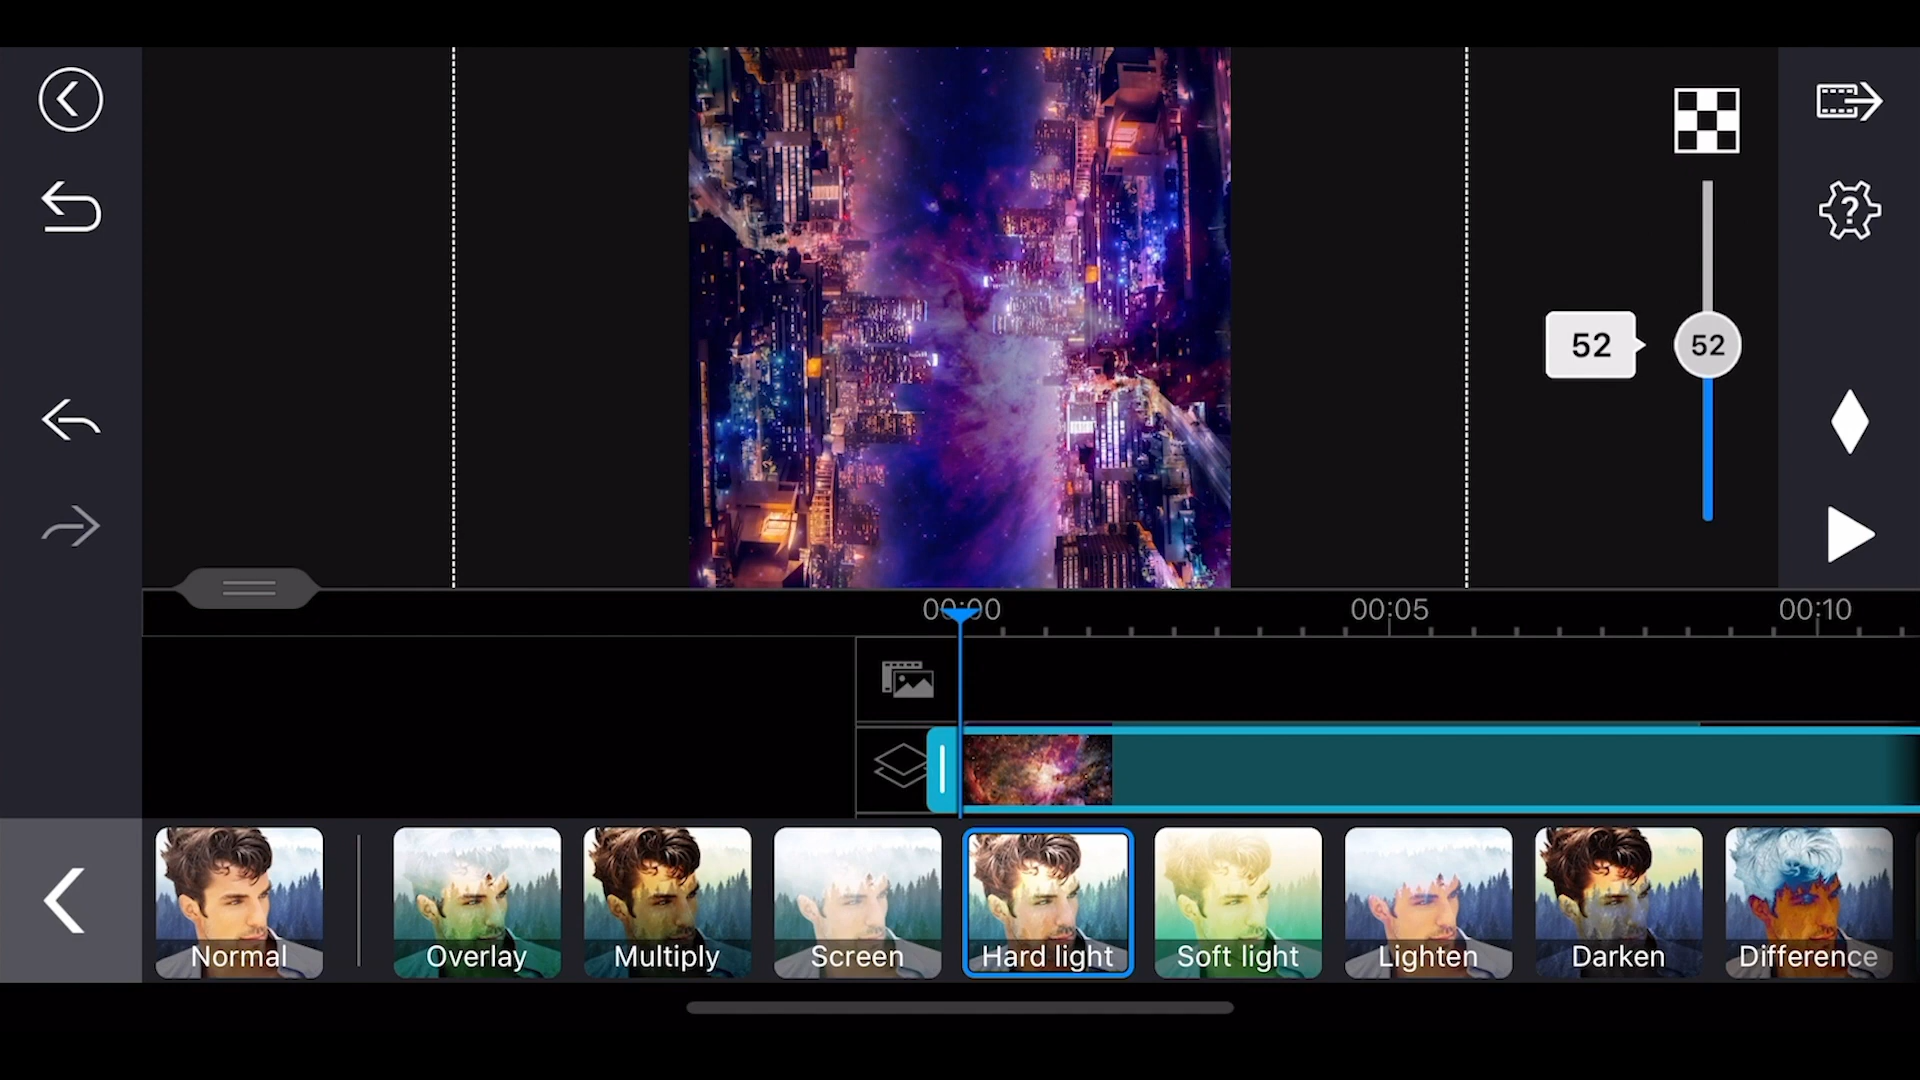 ?
52
52
00:00
00:05
00:10
Normal
Overlay
Multiply
Screen
Hard light
Soft light
Lighten
Darken
Difference